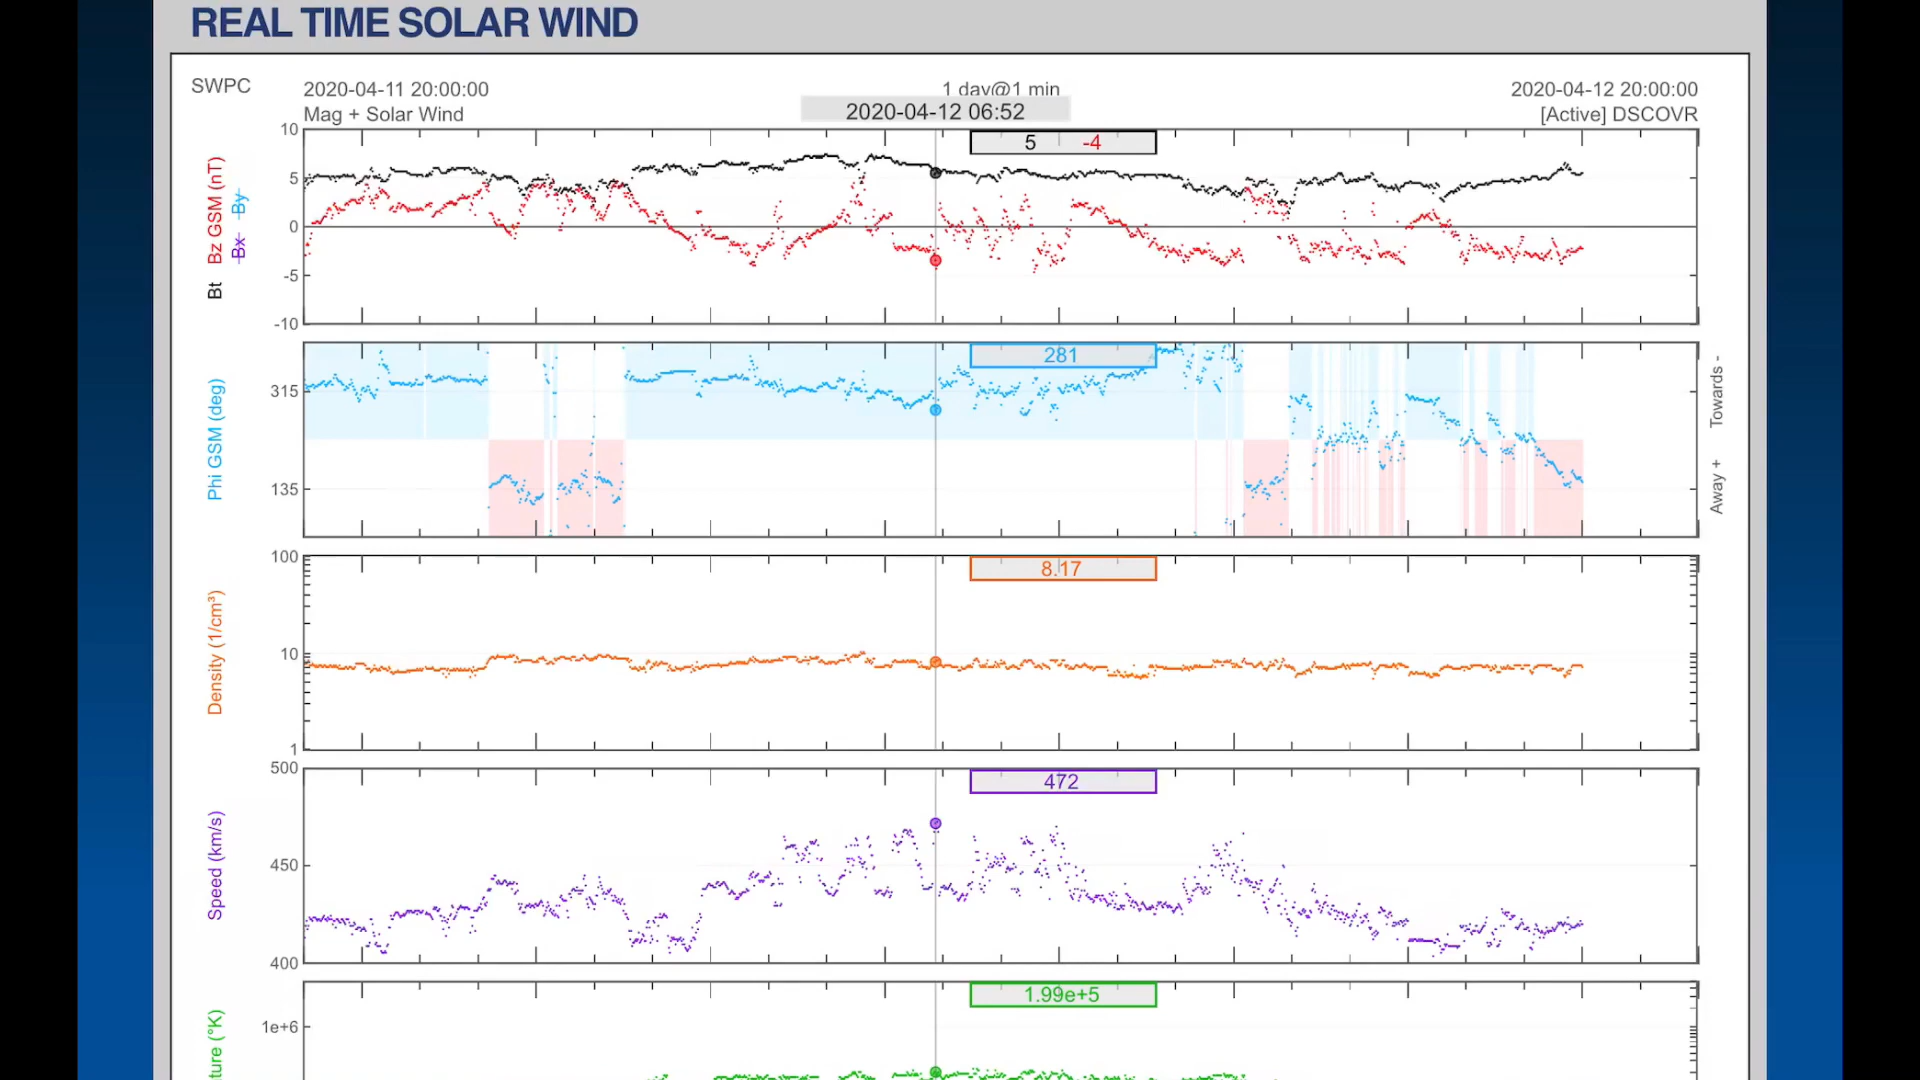 REAL TIME SOLAR WIND
SWPC
2020-04-11 20:00:00
1 day@1 min
2020-04-12 20:00:00
Mag + Solar Wind
2020-04-12 06:52
[Active] DSCOVR
5 -4
10
5
0
-5
-10
Bt Bz GSM (nT)
Bx By
281
315
135
Phi GSM (deg)
Towards -
Away +
8.17
100
10
1
Density (1/cm³)
472
500
450
400
Speed (km/s)
1.99e+5
1e+6
ture (°K)